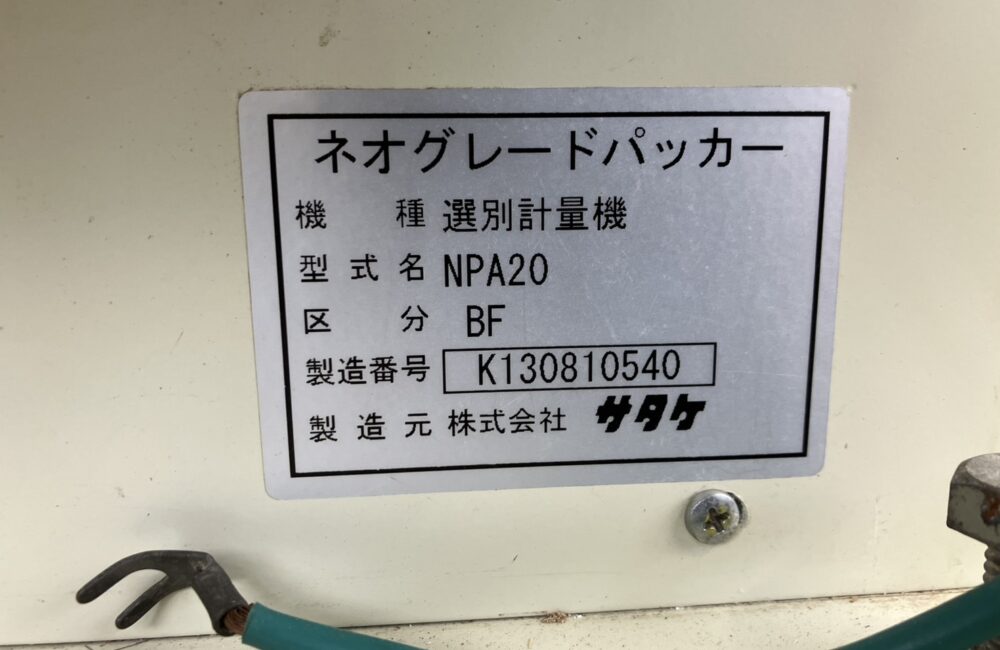 ネオグレードパッカー
機種 選別計量機
型式名 NPA20
区分 BF
製造番号 K130810540
製造元 株式会社 サタケ